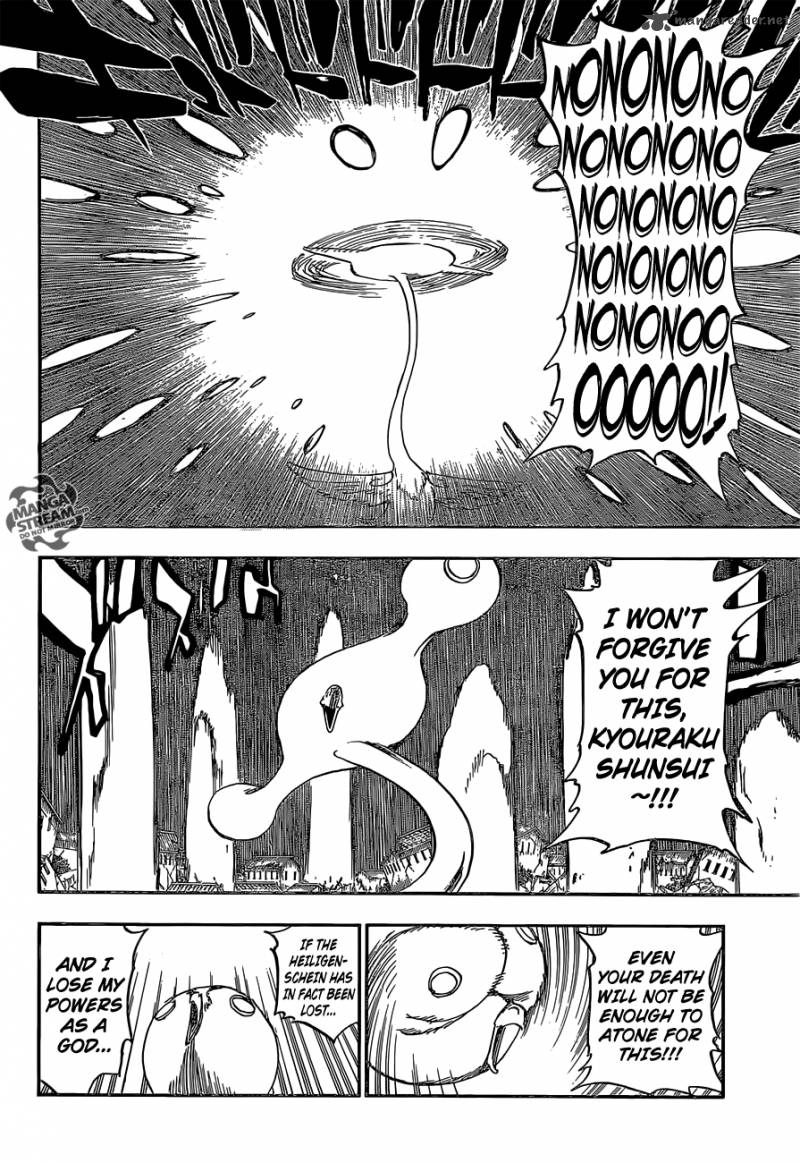 mangareader.net
NONONONO
NONONONO
NONONONO
NONONONO
NONONOO
OOOOO!!
MANGA
STREAM
DO NOT MIRROR
I WON'T
FORGIVE
YOU FOR
THIS,
KYOURAKU
SHUNSUI
~!!!
EVEN
YOUR DEATH
WILL NOT BE
ENOUGH TO
ATONE FOR
THIS!!!
IF THE
HEILIGEN-
SCHEIN HAS
IN FACT BEEN
LOST...
AND I
LOSE MY
POWERS
AS A
GOD...